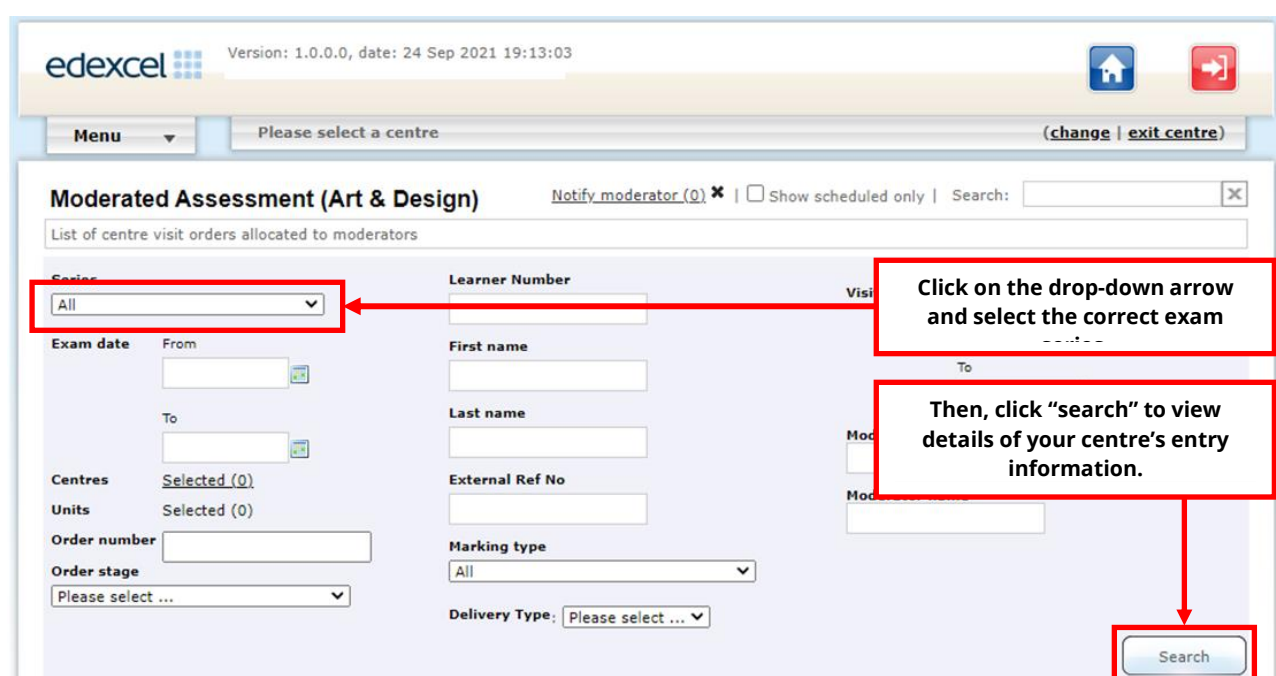 edexcel
Version: 1.0.0.0, date: 24 Sep 2021 19:13:03
Menu
Please select a centre
(change | exit centre)
Moderated Assessment (Art & Design)
Notify moderator (0) ✖ | Show scheduled only | Search:
List of centre visit orders allocated to moderators
Series
All
Exam date
From
To
Centres
Selected (0)
Units
Selected (0)
Order number
Order stage
Please select ...
Learner Number
First name
Last name
External Ref No
Marking type
All
Delivery Type: Please select ...
To
Click on the drop-down arrow
and select the correct exam
Then, click “search” to view
details of your centre’s entry
information.
Search